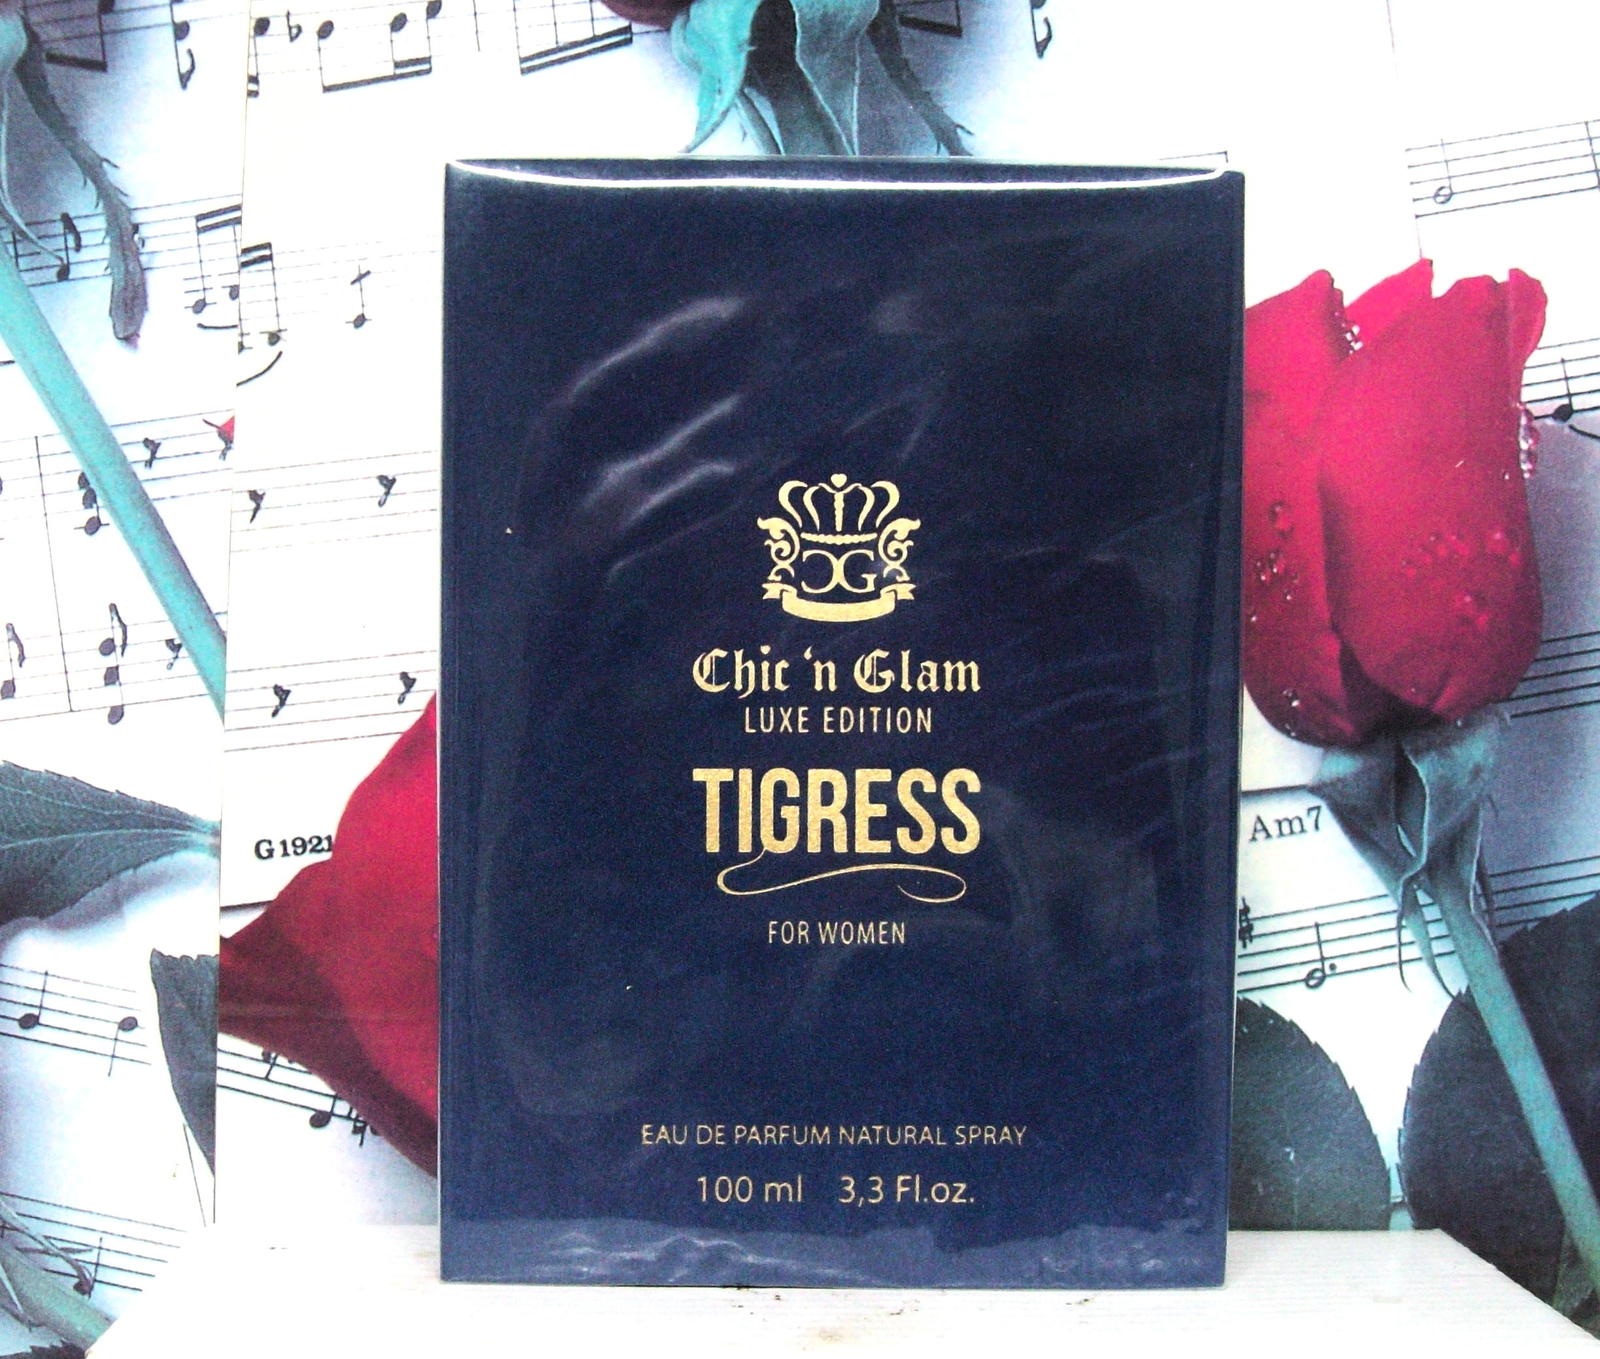 CG
Chic 'n Glam
LUXE EDITION
TIGRESS
FOR WOMEN
EAU DE PARFUM NATURAL SPRAY
100 ml 3,3 Fl.oz.
G1921
Am7